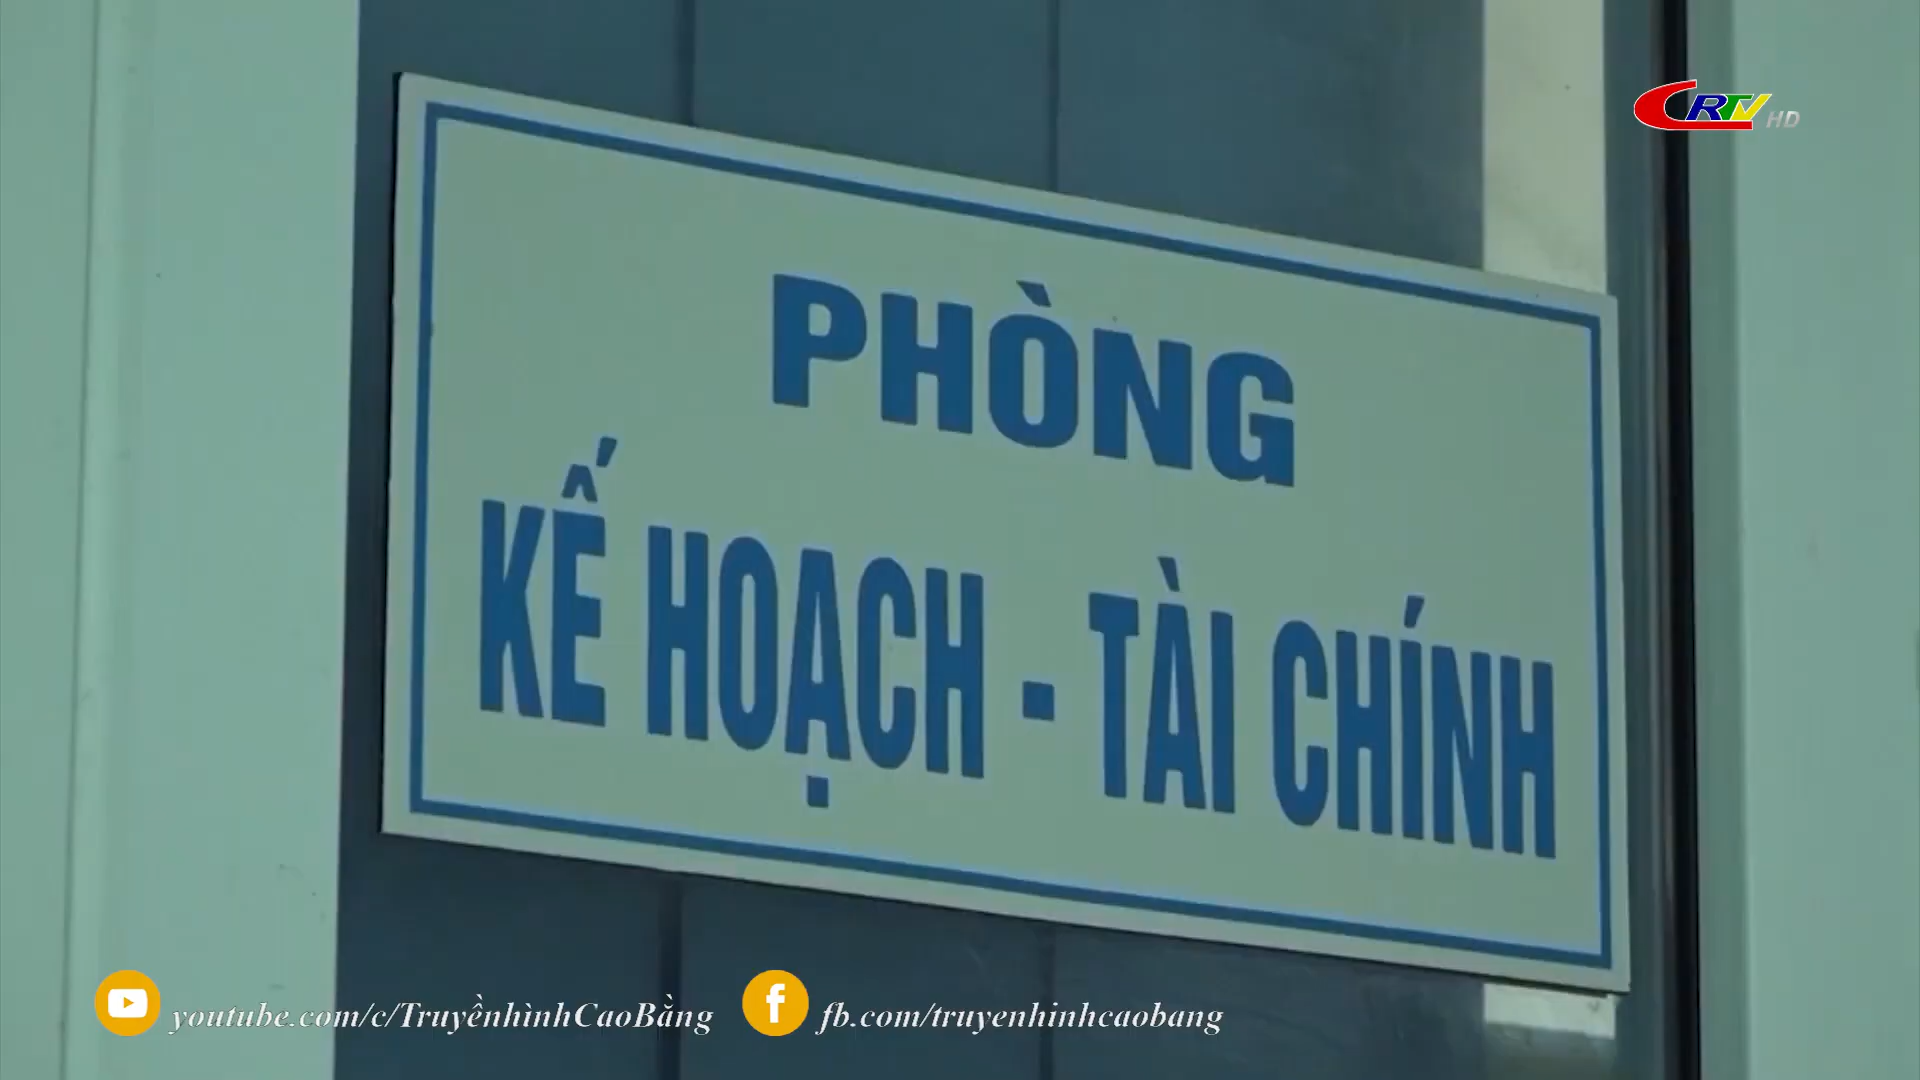 CRTV HD
PHÒNG
KẾ HOẠCH - TÀI CHÍNH
youtube.com/c/TruyềnhìnhCaoBằng
fb.com/truyenhinhcaobang